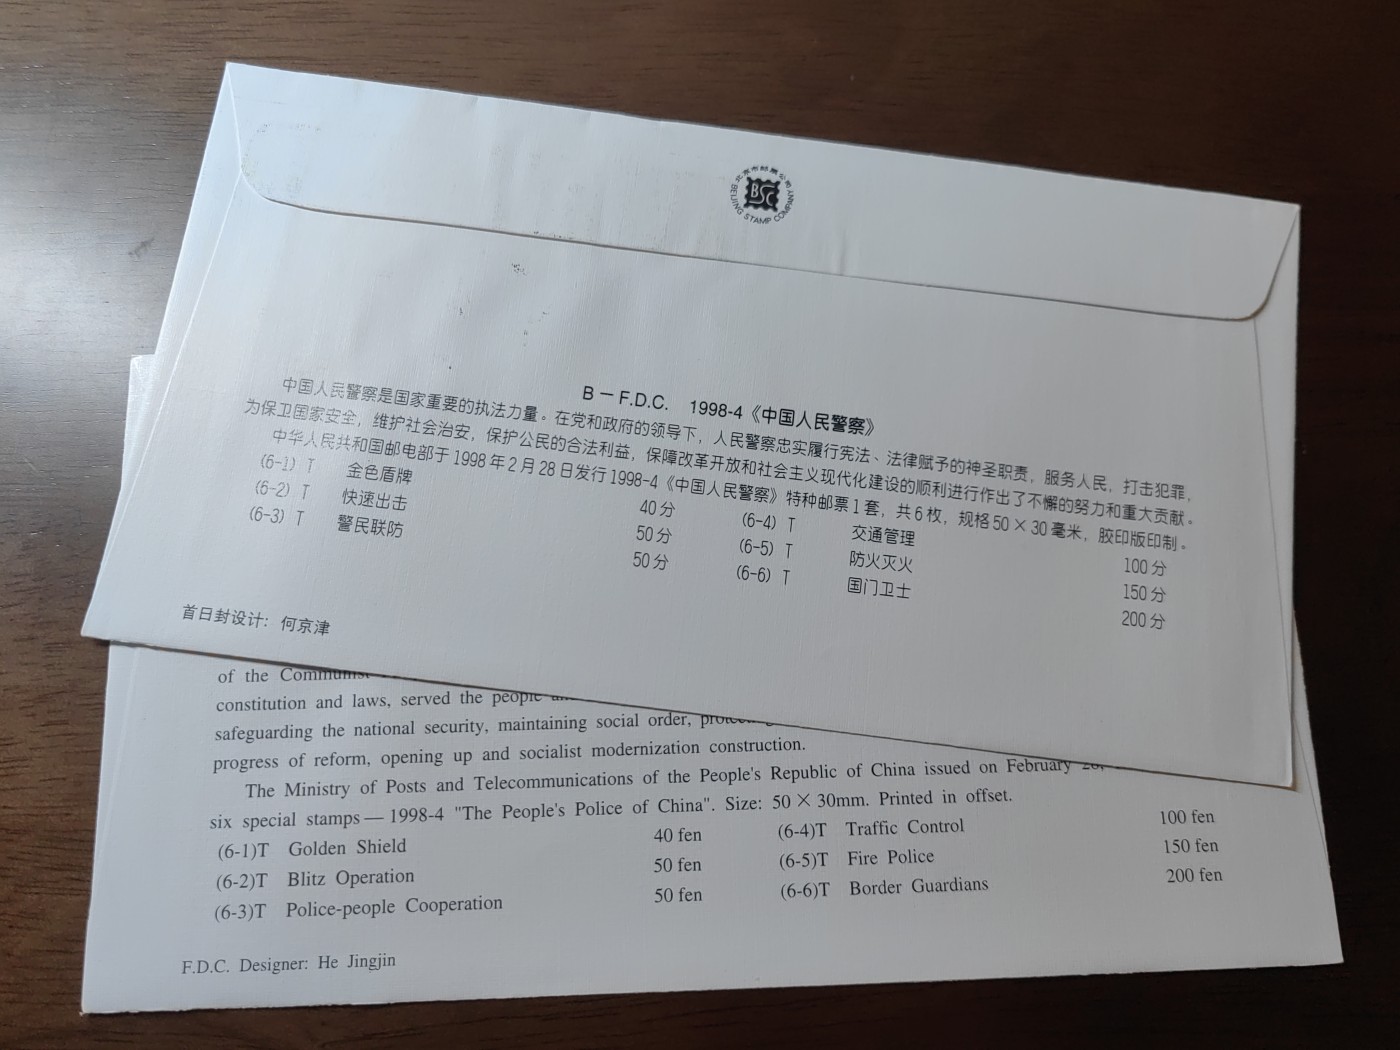 北京市邮票公司
BSC
BEIJING STAMP COMPANY
B－F.D.C. 1998-4《中国人民警察》
中国人民警察是国家重要的执法力量。在党和政府的领导下，人民警察忠实履行宪法、法律赋予的神圣职责，服务人民，打击犯罪，
为保卫国家安全，维护社会治安，保护公民的合法利益，保障改革开放和社会主义现代化建设的顺利进行作出了不懈的努力和重大贡献。
中华人民共和国邮电部于1998年2月28日发行1998-4《中国人民警察》特种邮票1套，共6枚，规格50×30毫米，胶印版印制。
(6-1) T 金色盾牌 40分 (6-4) T 交通管理 100分
(6-2) T 快速出击 50分 (6-5) T 防火灭火 150分
(6-3) T 警民联防 50分 (6-6) T 国门卫士 200分
首日封设计：何京津
of the Communist
constitution and laws, served the people
safeguarding the national security, maintaining social order,
progress of reform, opening up and socialist modernization construction.
The Ministry of Posts and Telecommunications of the People's Republic of China issued on February 28,
six special stamps — 1998-4 "The People's Police of China". Size: 50×30mm. Printed in offset.
(6-1)T Golden Shield 40 fen (6-4)T Traffic Control 100 fen
(6-2)T Blitz Operation 50 fen (6-5)T Fire Police 150 fen
(6-3)T Police-people Cooperation 50 fen (6-6)T Border Guardians 200 fen
F.D.C. Designer: He Jingjin